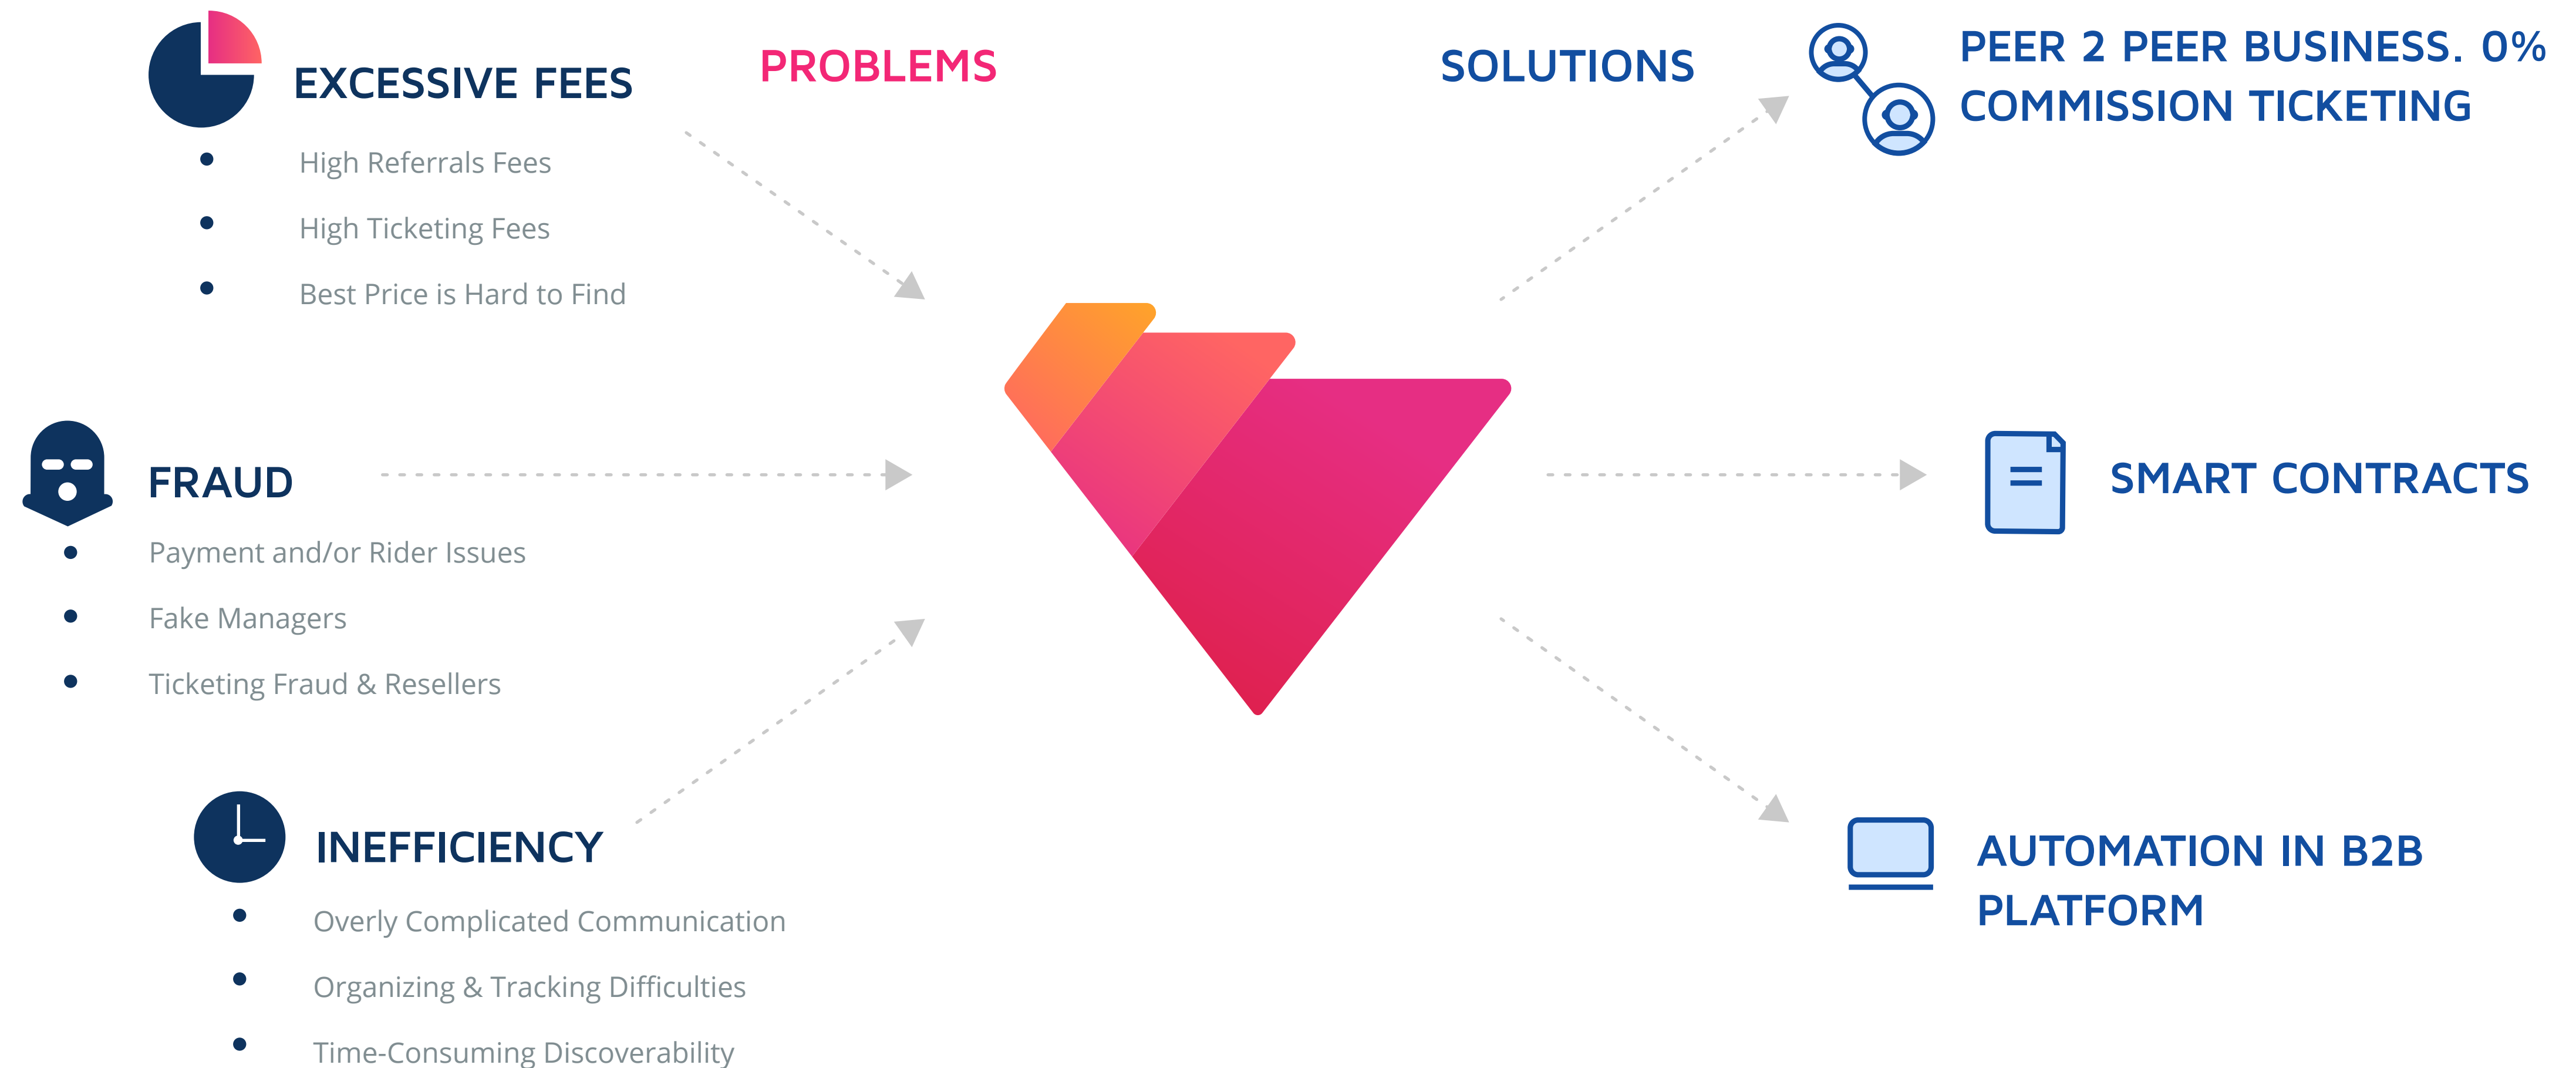 PROBLEMS
EXCESSIVE FEES
High Referrals Fees
High Ticketing Fees
Best Price is Hard to Find
FRAUD
Payment and/or Rider Issues
Fake Managers
Ticketing Fraud & Resellers
INEFFICIENCY
Overly Complicated Communication
Organizing & Tracking Difficulties
Time-Consuming Discoverability
SOLUTIONS
PEER 2 PEER BUSINESS. 0%
COMMISSION TICKETING
SMART CONTRACTS
AUTOMATION IN B2B
PLATFORM